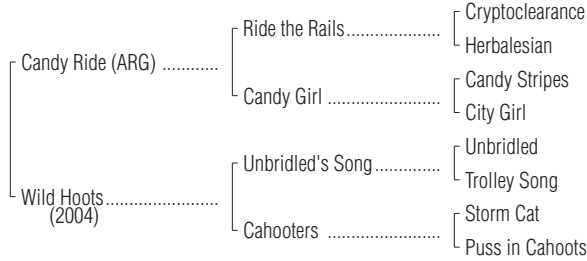 Cryptoclearance
Ride the Rails
Herbalesian
Candy Ride (ARG)
Candy Stripes
Candy Girl
City Girl
Unbridled
Unbridled's Song
Trolley Song
Wild Hoots
(2004)
Storm Cat
Cahooters
Puss in Cahoots